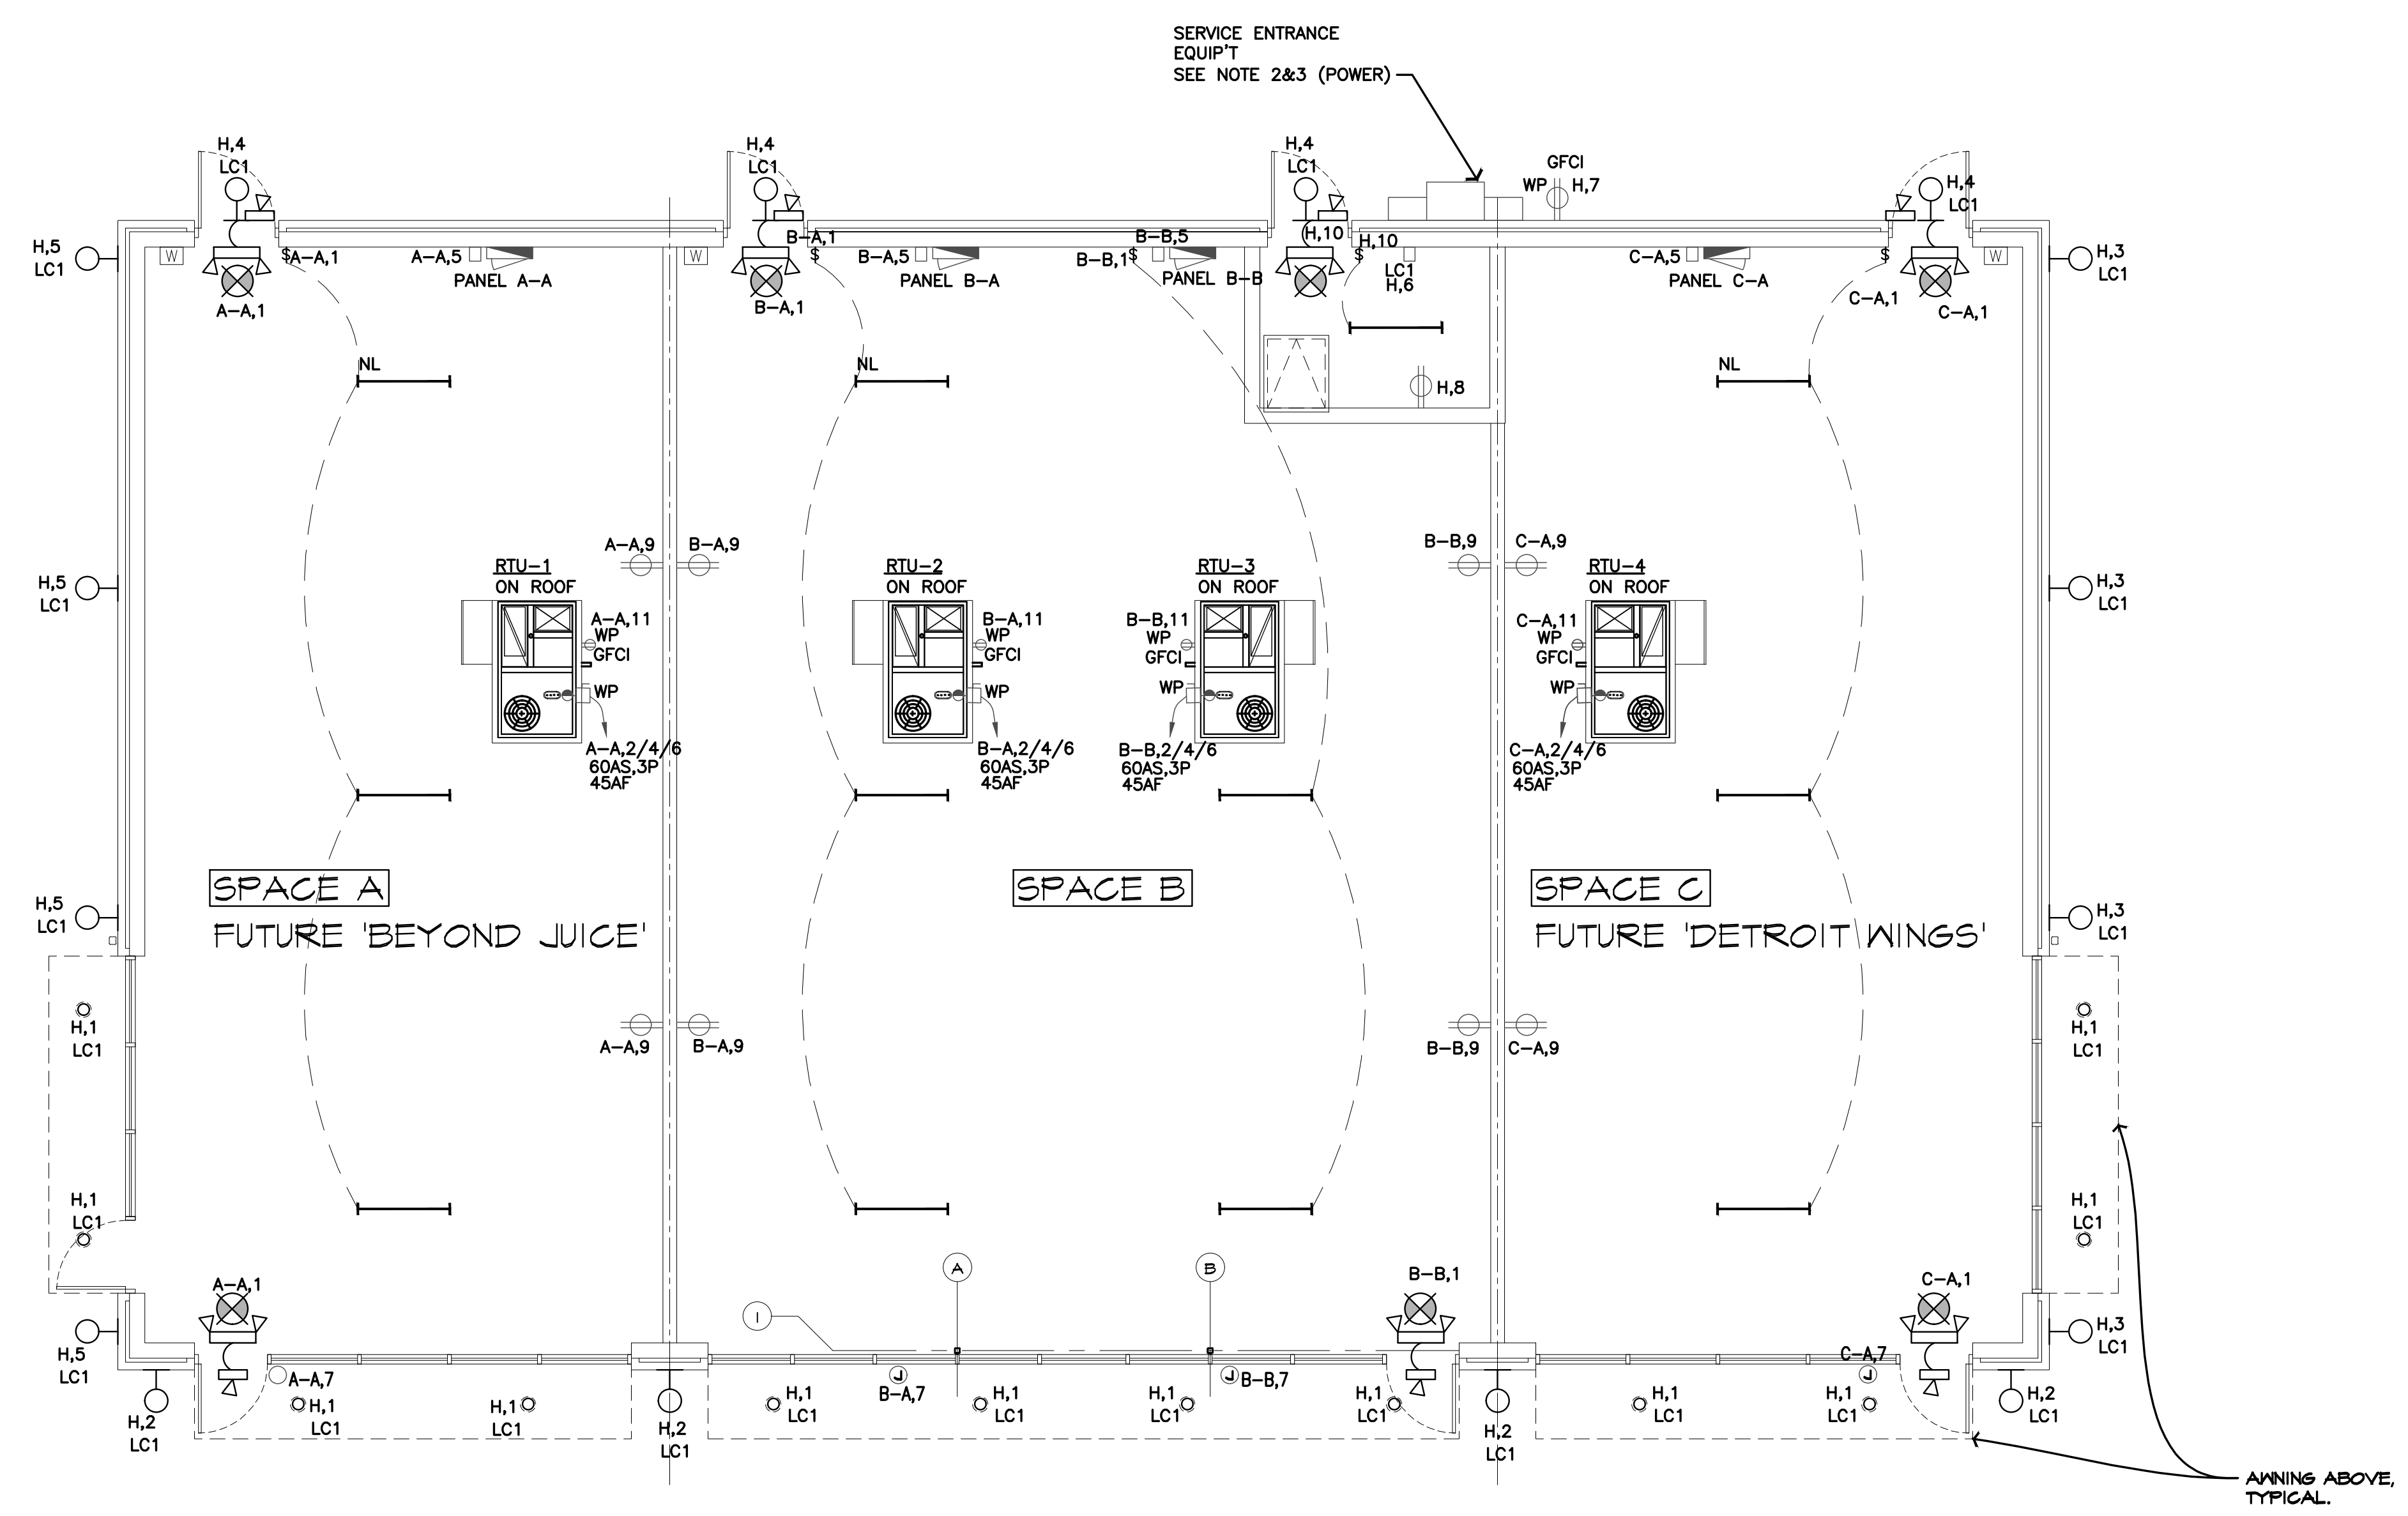 SERVICE ENTRANCE
EQUIP'T
SEE NOTE 2&3 (POWER)
H,4
LC1
H,4
LC1
H,4
LC1
GFCI
WP H,7
H,4
LC1
H,5
LC1
W
$ A-A,1
A-A,5
PANEL A-A
A-A,1
W
B-A,1
$
B-A,5
PANEL B-A
B-A,1
B-B,5
B-B,1 $
PANEL B-B
H,10
H,10
$
LC1
H,6
C-A,5
PANEL C-A
$
C-A,1
W
C-A,1
H,3
LC1
NL
NL
NL
H,8
A-A,9
B-A,9
B-B,9
C-A,9
H,5
LC1
RTU-1
ON ROOF
A-A,11
WP
GFCI
WP
A-A,2/4/6
60AS,3P
45AF
RTU-2
ON ROOF
B-A,11
WP
GFCI
WP
B-A,2/4/6
60AS,3P
45AF
RTU-3
ON ROOF
B-B,11
WP
GFCI
WP
B-B,2/4/6
60AS,3P
45AF
RTU-4
ON ROOF
C-A,11
WP
GFCI
WP
C-A,2/4/6
60AS,3P
45AF
H,3
LC1
H,5
LC1
SPACE A
FUTURE 'BEYOND JUICE'
SPACE B
SPACE C
FUTURE 'DETROIT WINGS'
H,3
LC1
H,1
LC1
A-A,9
B-A,9
B-B,9
C-A,9
H,1
LC1
H,1
LC1
H,1
LC1
A-A,1
A
B
B-B,1
C-A,1
1
H,5
LC1
H,3
LC1
A-A,7
J
B-A,7
J
B-B,7
C-A,7
J
H,2
LC1
H,1
LC1
H,1
LC1
H,2
LC1
H,1
LC1
H,1
LC1
H,1
LC1
H,1
LC1
H,2
LC1
H,1
LC1
H,1
LC1
H,2
LC1
AWNING ABOVE,
TYPICAL.